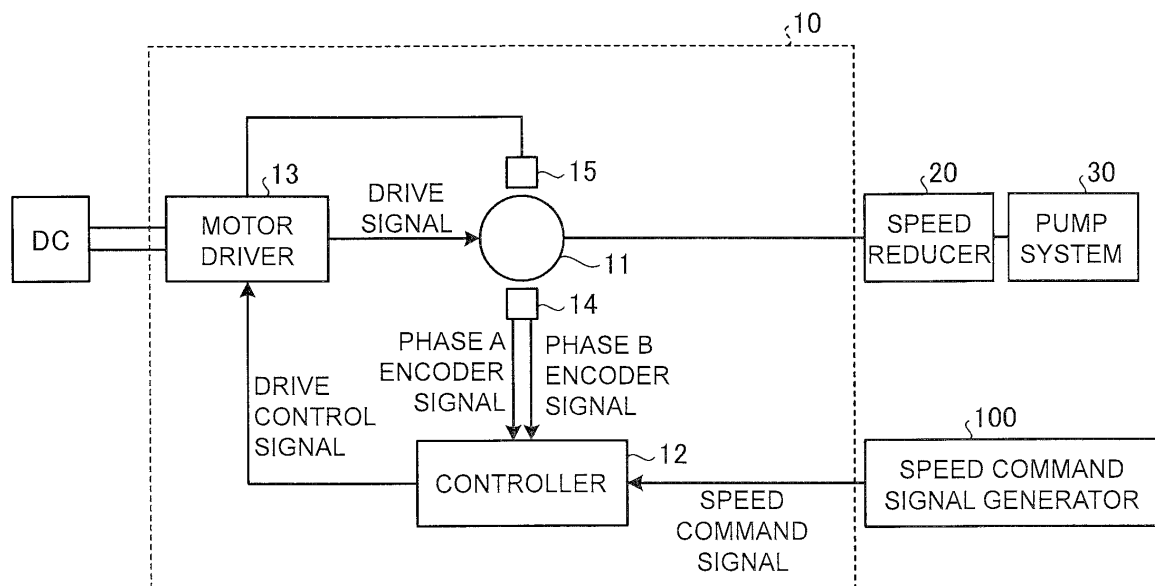 10
15
13
DRIVE
SIGNAL
20
30
DC
MOTOR
DRIVER
SPEED
REDUCER
PUMP
SYSTEM
11
14
PHASE A
ENCODER
SIGNAL
PHASE B
ENCODER
SIGNAL
DRIVE
CONTROL
SIGNAL
100
12
CONTROLLER
SPEED COMMAND
SIGNAL GENERATOR
SPEED
COMMAND
SIGNAL